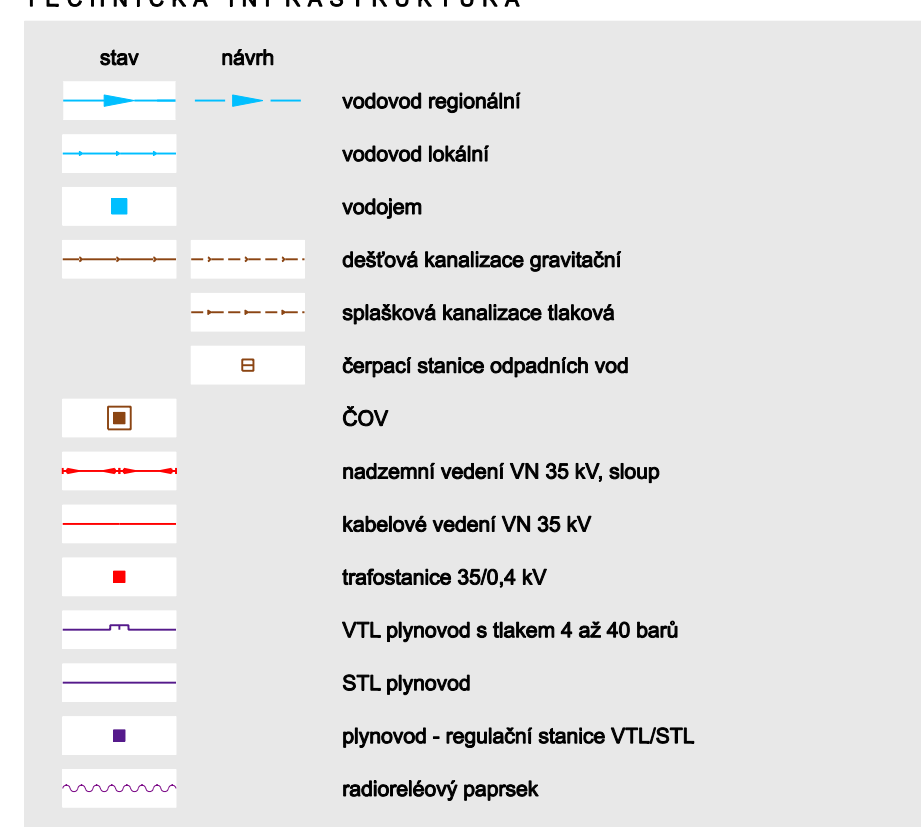 TECHNICKÁ INFRASTRUKTURA
stav návrh
vodovod regionální
vodovod lokální
vodojem
dešťová kanalizace gravitační
splašková kanalizace tlaková
čerpací stanice odpadních vod
ČOV
nadzemní vedení VN 35 kV, sloup
kabelové vedení VN 35 kV
trafostanice 35/0,4 kV
VTL plynovod s tlakem 4 až 40 barů
STL plynovod
plynovod - regulační stanice VTL/STL
radioreléový paprsek